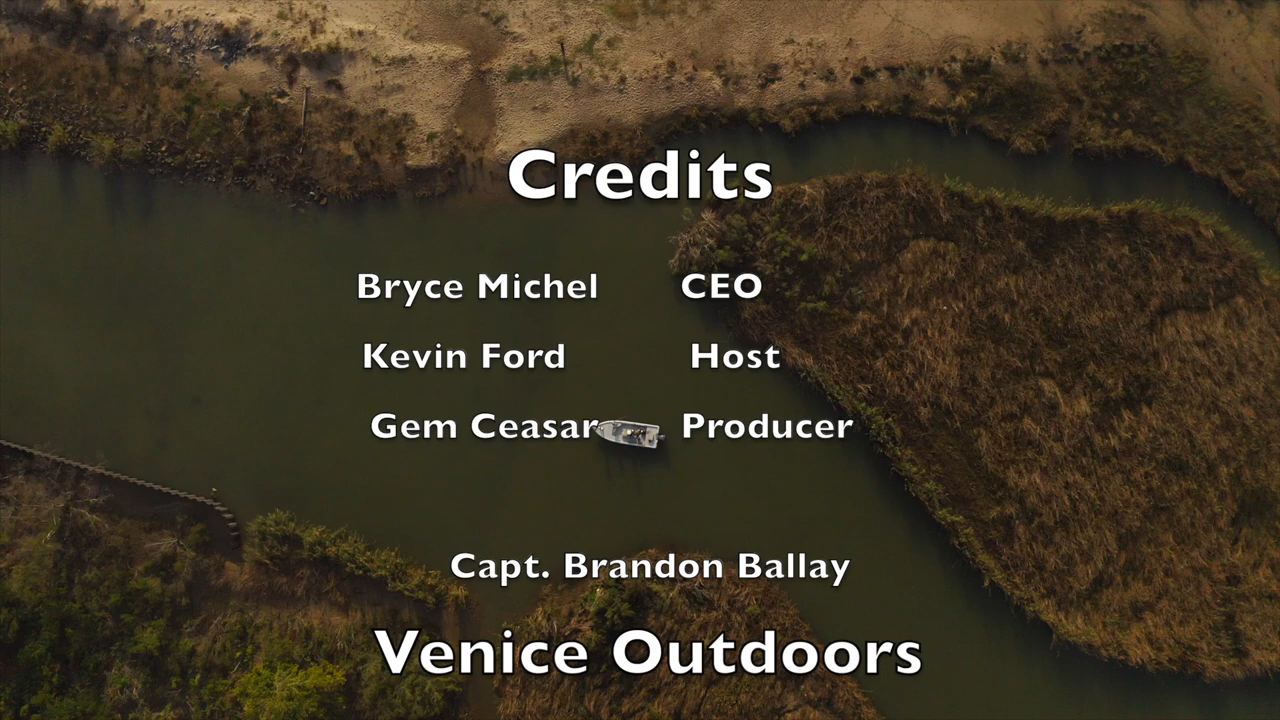 Credits
Bryce Michel CEO
Kevin Ford Host
Gem Ceasar Producer
Capt. Brandon Ballay
Venice Outdoors